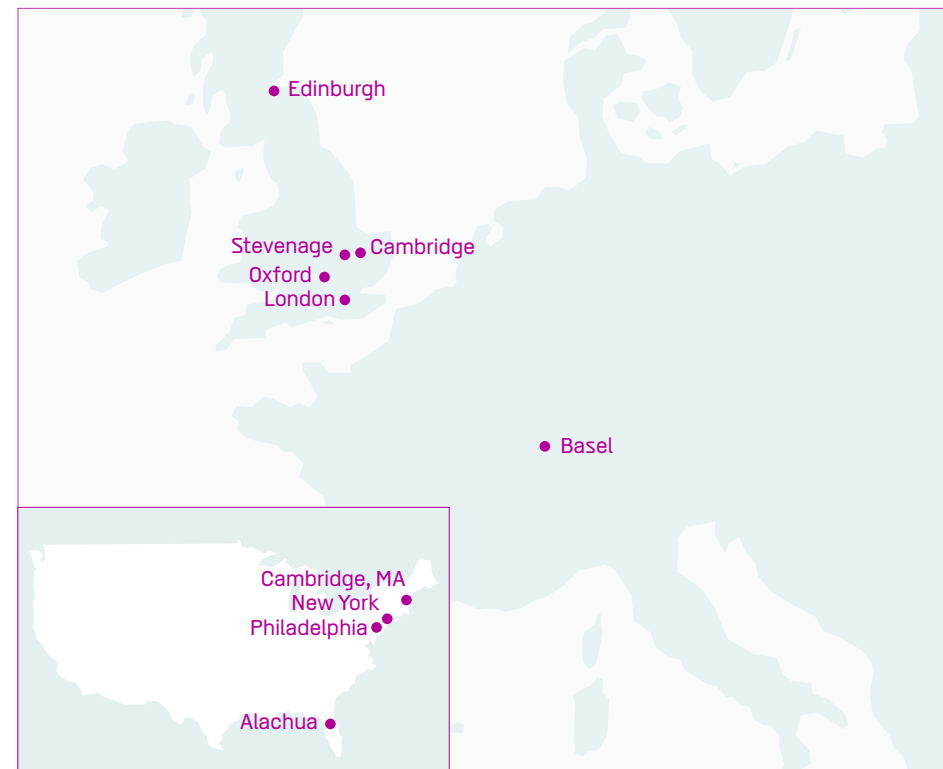 Edinburgh
Stevenage
Cambridge
Oxford
London
Basel
Cambridge, MA
New York
Philadelphia
Alachua